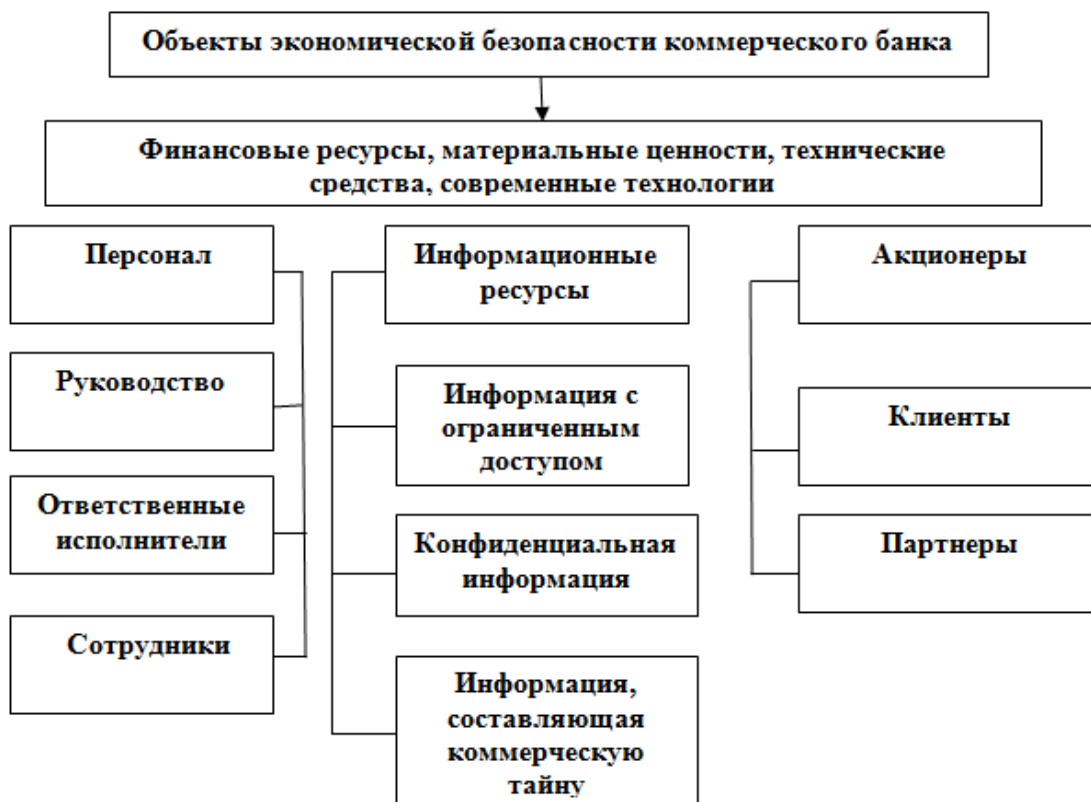 Объекты экономической безопасности коммерческого банка
Финансовые ресурсы, материальные ценности, технические
средства, современные технологии
Персонал
Руководство
Ответственные
исполнители
Сотрудники
Информационные
ресурсы
Информация с
ограниченным
доступом
Конфиденциальная
информация
Информация,
составляющая
коммерческую
тайну
Акционеры
Клиенты
Партнеры